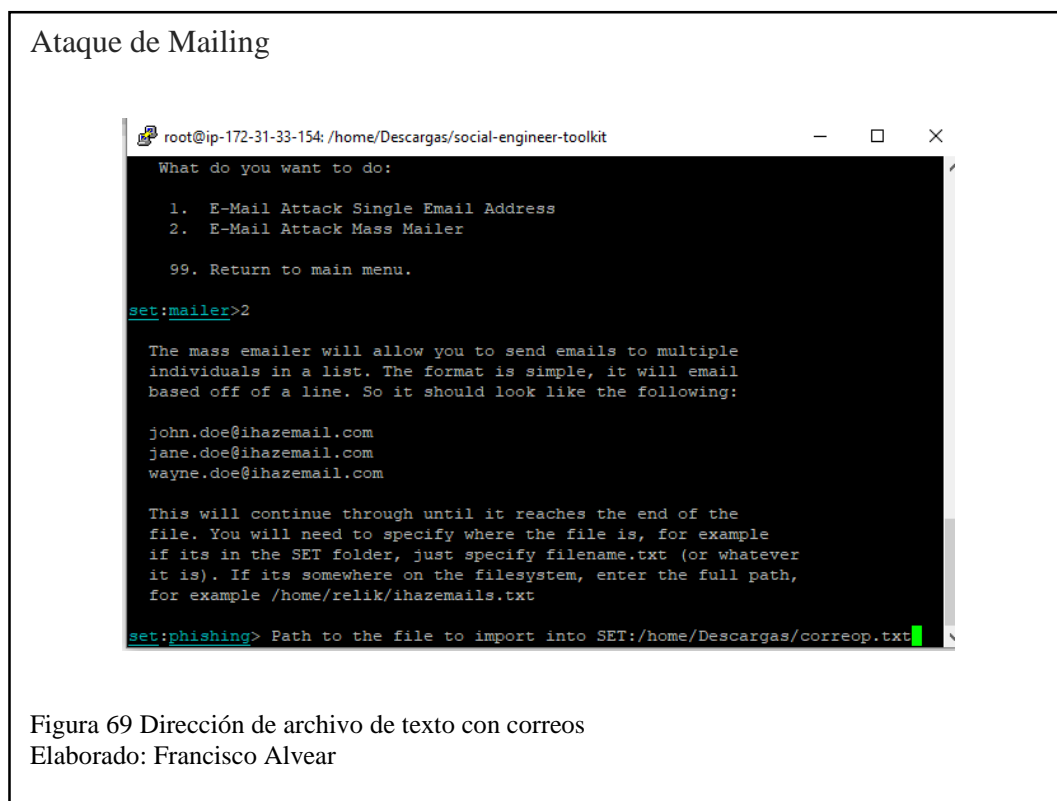 Ataque de Mailing
root@ip-172-31-33-154: /home/Descargas/social-engineer-toolkit
What do you want to do:
1. E-Mail Attack Single Email Address
2. E-Mail Attack Mass Mailer
99. Return to main menu.
set:mailer>2
The mass emailer will allow you to send emails to multiple
individuals in a list. The format is simple, it will email
based off of a line. So it should look like the following:
john.doe@ihazemail.com
jane.doe@ihazemail.com
wayne.doe@ihazemail.com
This will continue through until it reaches the end of the
file. You will need to specify where the file is, for example
if its in the SET folder, just specify filename.txt (or whatever
it is). If its somewhere on the filesystem, enter the full path,
for example /home/relik/ihazemails.txt
set:phishing> Path to the file to import into SET:/home/Descargas/correop.txt
Figura 69 Dirección de archivo de texto con correos
Elaborado: Francisco Alvear